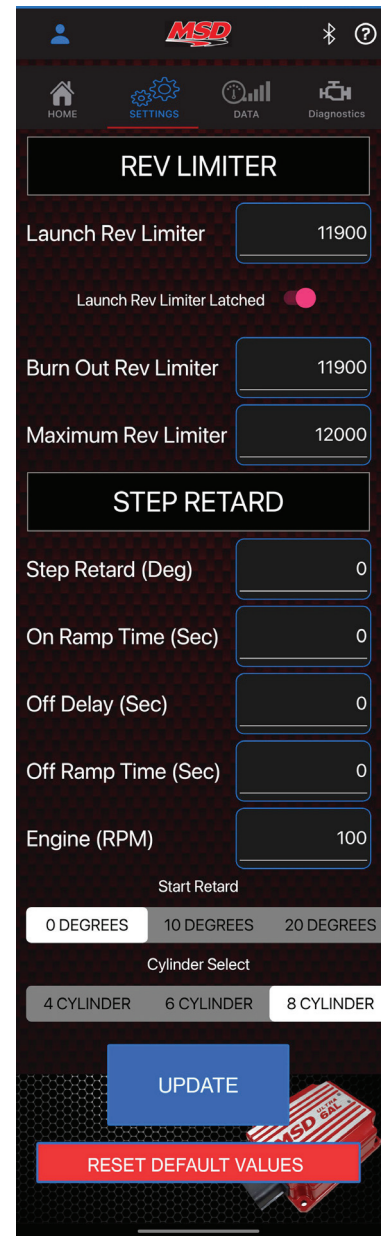 MSD
HOME SETTINGS DATA Diagnostics
REV LIMITER
Launch Rev Limiter 11900
Launch Rev Limiter Latched
Burn Out Rev Limiter 11900
Maximum Rev Limiter 12000
STEP RETARD
Step Retard (Deg) 0
On Ramp Time (Sec) 0
Off Delay (Sec) 0
Off Ramp Time (Sec) 0
Engine (RPM) 100
Start Retard
0 DEGREES 10 DEGREES 20 DEGREES
Cylinder Select
4 CYLINDER 6 CYLINDER 8 CYLINDER
UPDATE
ULTRA
6AL
MSD
RESET DEFAULT VALUES